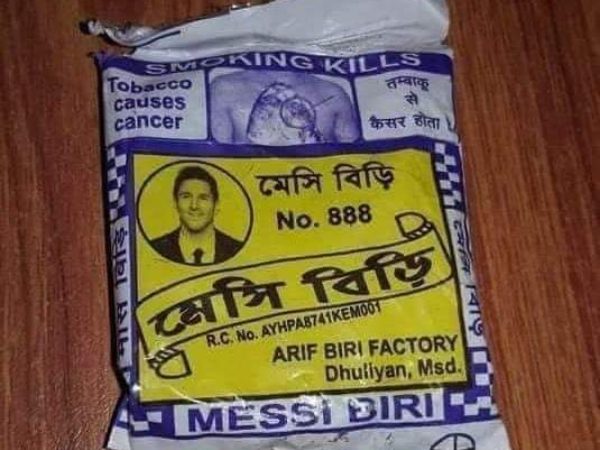 SMOKING KILLS
Tobacco
causes
cancer
तम्बाकू
से
कैंसर होता
মেসি বিড়ি
No. 888
মেসি বিড়ি
R.C. No. AYHPA8741KEM001
ARIF BIRI FACTORY
Dhuliyan, Msd.
MESSI BIRI